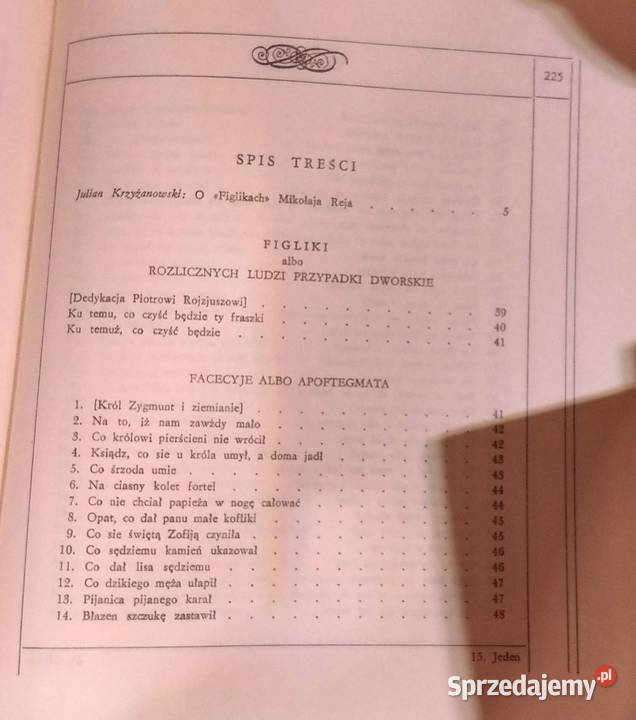 225
SPIS TREŚCI
Julian Krzyżanowski: O «Figlikach» Mikołaja Reja . . . . . . 5
FIGLIKI
albo
ROZLICZNYCH LUDZI PRZYPADKI DWORSKIE
[Dedykacja Piotrowi Rojzjuszowi] . . . . . . . . . . 39
Ku temu, co czyść będzie ty fraszki . . . . . . . . . 40
Ku temuż, co czyść będzie . . . . . . . . . . . 41
FACECYJE ALBO APOFTEGMATA
1. [Król Zygmunt i ziemianie] . . . . . . . . . . 41
2. Na to, iż nam zawżdy mało . . . . . . . . . . 42
3. Co królowi pierścieni nie wrócił . . . . . . . . . 42
4. Ksiądz, co sie u króla umył, a doma jadł . . . . . . . 43
5. Co śrzoda umie . . . . . . . . . . . . . 43
6. Na ciasny kolet fortel . . . . . . . . . . . 44
7. Co nie chciał papieża w nogę całować . . . . . . . . 44
8. Opat, co dał panu małe kofliki . . . . . . . . . 45
9. Co sie świętą Zofiją czyniła . . . . . . . . . . 45
10. Co sędziemu kamień ukazował . . . . . . . . . 46
11. Co dał lisa sędziemu . . . . . . . . . . . 46
12. Co dzikiego męża ułapił . . . . . . . . . . 47
13. Pijanica pijanego karał . . . . . . . . . . . 47
14. Błazen szczukę zastawił . . . . . . . . . . . 48
15. Jeden
Sprzedajemy.pl